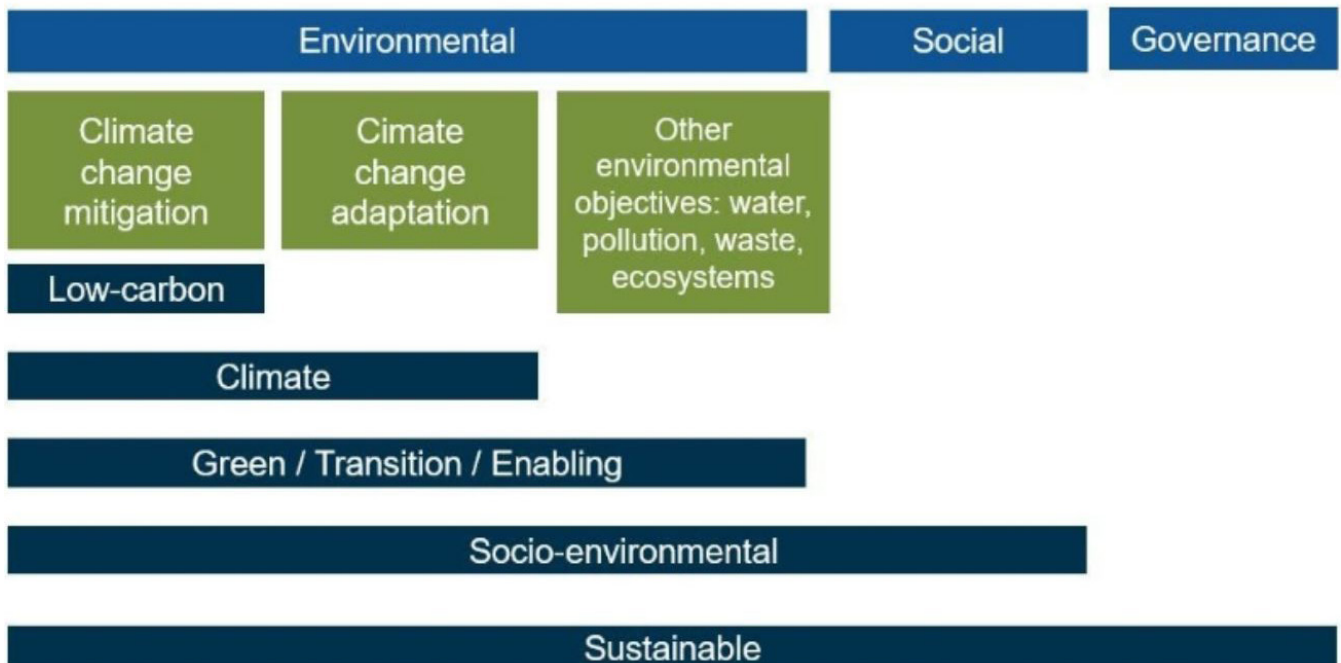 Environmental
Social
Governance
Climate
change
mitigation
Cimate
change
adaptation
Other
environmental
objectives: water,
pollution, waste,
ecosystems
Low-carbon
Climate
Green / Transition / Enabling
Socio-environmental
Sustainable